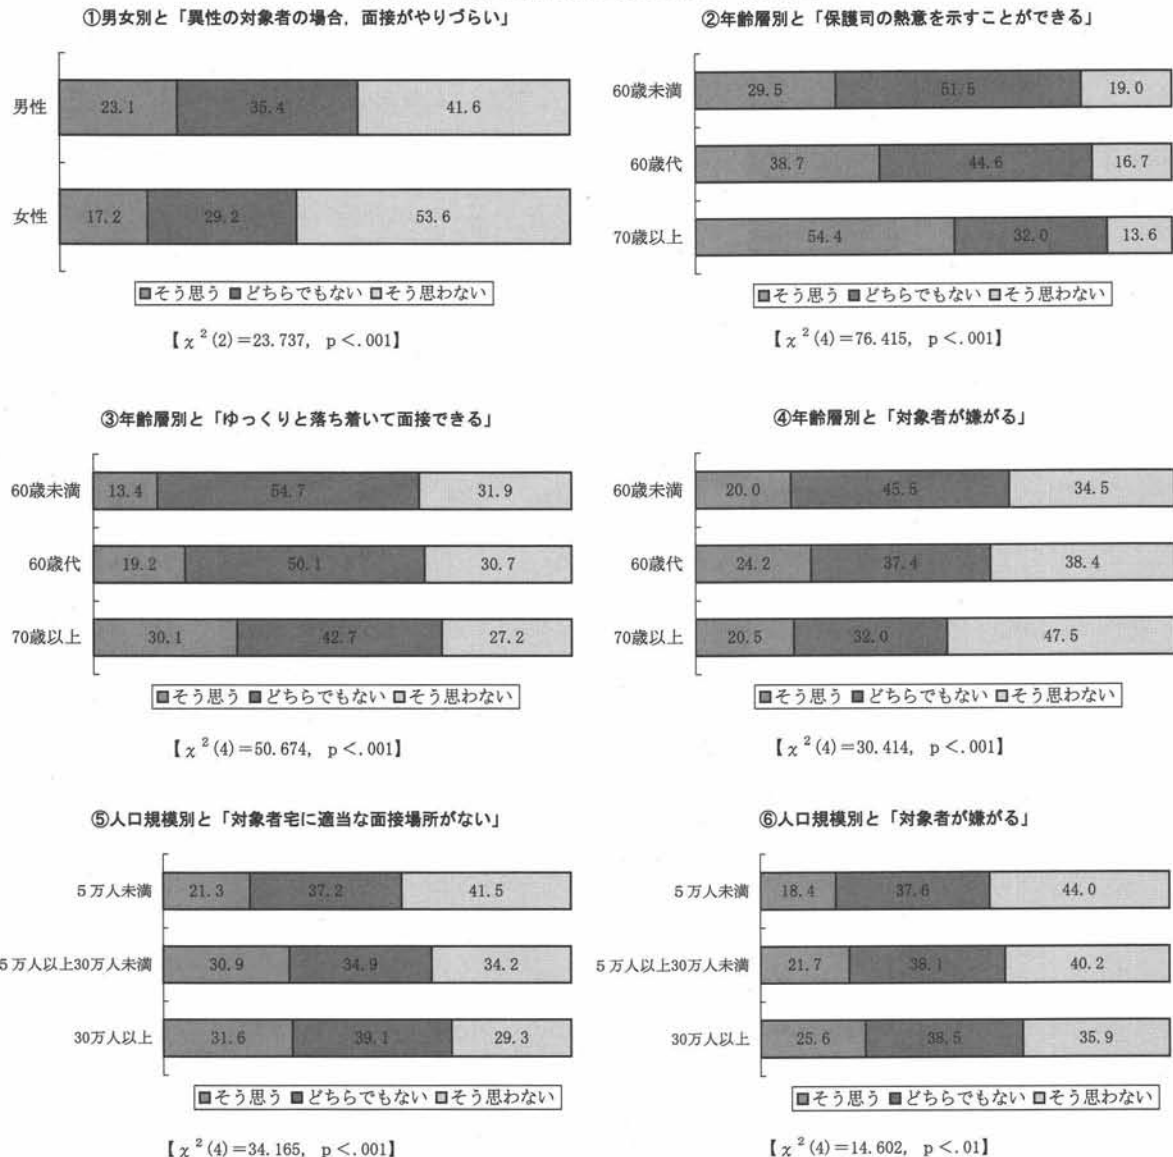 ①男女別と「異性の対象者の場合，面接がやりづらい」
男性 23.1 35.4 41.6
女性 17.2 29.2 53.6
そう思う どちらでもない そう思わない
【χ2(2)=23.737, p<.001】
②年齢層別と「保護司の熱意を示すことができる」
60歳未満 29.5 51.5 19.0
60歳代 38.7 44.6 16.7
70歳以上 54.4 32.0 13.6
そう思う どちらでもない そう思わない
【χ2(4)=76.415, p<.001】
③年齢層別と「ゆっくりと落ち着いて面接できる」
60歳未満 13.4 54.7 31.9
60歳代 19.2 50.1 30.7
70歳以上 30.1 42.7 27.2
そう思う どちらでもない そう思わない
【χ2(4)=50.674, p<.001】
④年齢層別と「対象者が嫌がる」
60歳未満 20.0 45.5 34.5
60歳代 24.2 37.4 38.4
70歳以上 20.5 32.0 47.5
そう思う どちらでもない そう思わない
【χ2(4)=30.414, p<.001】
⑤人口規模別と「対象者宅に適当な面接場所がない」
5万人未満 21.3 37.2 41.5
5万人以上30万人未満 30.9 34.9 34.2
30万人以上 31.6 39.1 29.3
そう思う どちらでもない そう思わない
【χ2(4)=34.165, p<.001】
⑥人口規模別と「対象者が嫌がる」
5万人未満 18.4 37.6 44.0
5万人以上30万人未満 21.7 38.1 40.2
30万人以上 25.6 38.5 35.9
そう思う どちらでもない そう思わない
【χ2(4)=14.602, p<.01】